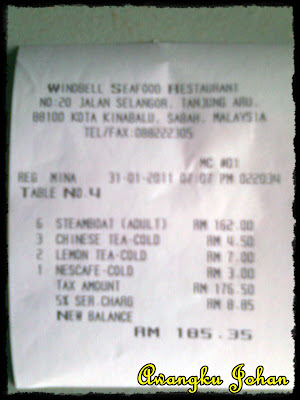 WINDBELL SEAFOOD RESTAURANT
NO:20 JALAN SELANGOR, TANJUNG ARU,
88100 KOTA KINABALU, SABAH, MALAYSIA
TEL/FAX:088222305
MC #01
REG MINA 31-01-2011 07:07 PM 022034
TABLE NO.4
6 STEAMBOAT (ADULT) RM 162.00
3 CHINESE TEA-COLD RM 4.50
2 LEMON TEA-COLD RM 7.00
1 NESCAFE-COLD RM 3.00
TAX AMOUNT RM 176.50
5% SER.CHARG RM 8.85
NEW BALANCE
RM 185.35
Awangku Johan